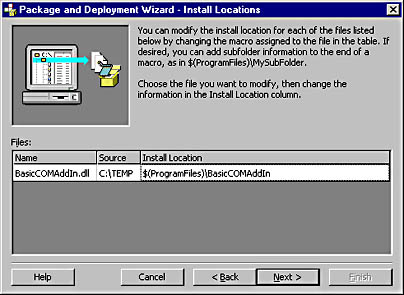 Package and Deployment Wizard - Install Locations
You can modify the install location for each of the files listed
below by changing the macro assigned to the file in the table. If
desired, you can add subfolder information to the end of a
macro, as in $(ProgramFiles)\MySubFolder.
Choose the file you want to modify, then change the
information in the Install Location column.
Files:
Name Source Install Location
BasicCOMAddIn.dll C:\TEMP $(ProgramFiles)\BasicCOMAddIn
Help Cancel < Back Next > Finish